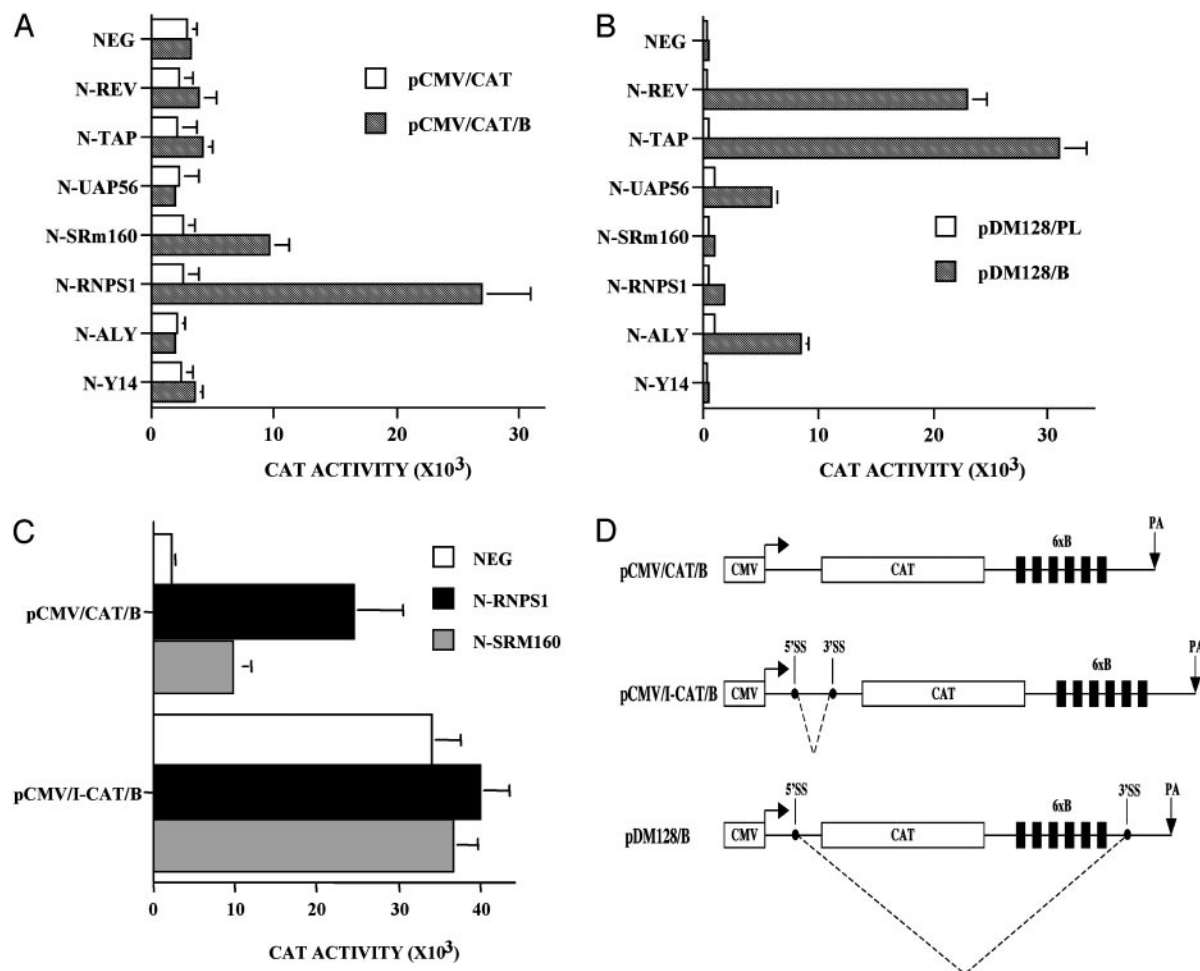 A
NEG
N-REV
N-TAP
N-UAP56
N-SRm160
N-RNPS1
N-ALY
N-Y14
pCMV/CAT
pCMV/CAT/B
0 10 20 30
CAT ACTIVITY (X10³)
B
NEG
N-REV
N-TAP
N-UAP56
N-SRm160
N-RNPS1
N-ALY
N-Y14
pDM128/PL
pDM128/B
0 10 20 30
CAT ACTIVITY (X10³)
C
pCMV/CAT/B
pCMV/I-CAT/B
NEG
N-RNPS1
N-SRM160
0 10 20 30 40
CAT ACTIVITY (X10³)
D
PA
6xB
pCMV/CAT/B CMV CAT
5'SS 3'SS PA
6xB
pCMV/I-CAT/B CMV CAT
5'SS 3'SS PA
6xB
pDM128/B CMV CAT